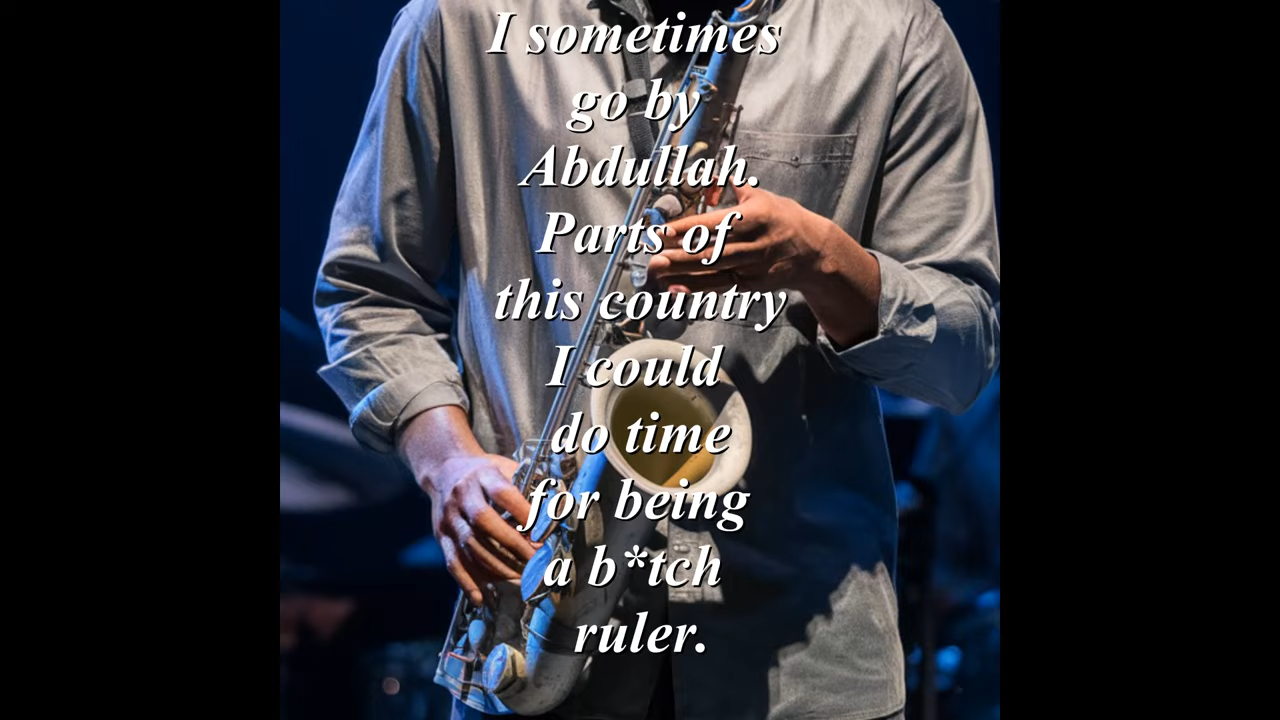 I sometimes
go by
Abdullah.
Parts of
this country
I could
do time
for being
a b*tch
ruler.